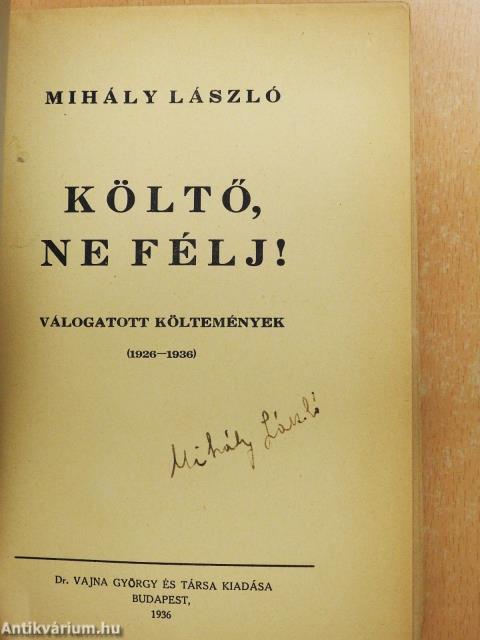 MIHÁLY LÁSZLÓ
KÖLTŐ,
NE FÉLJ!
VÁLOGATOTT KÖLTEMÉNYEK
(1926—1936)
Mihály László
Dr. VAJNA GYÖRGY ÉS TÁRSA KIADÁSA
BUDAPEST,
1936
Antikvárium.hu